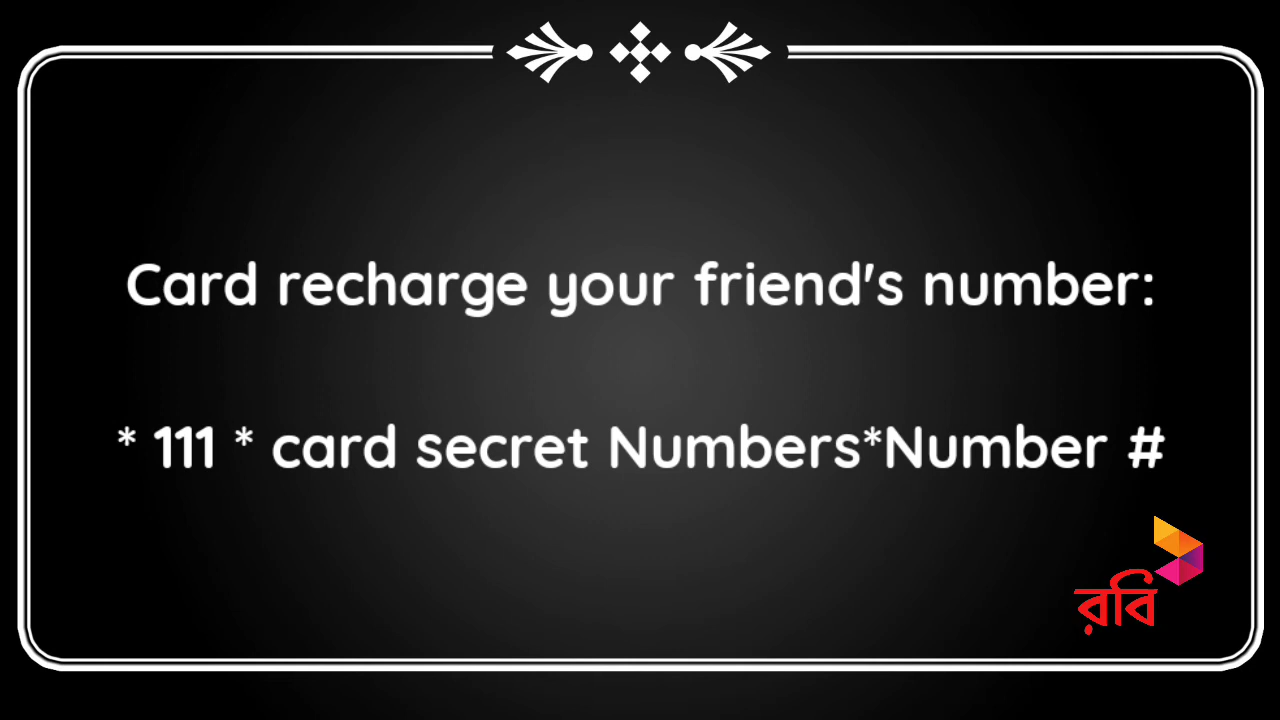 Card recharge your friend's number:
* 111 * card secret Numbers*Number #
রবি